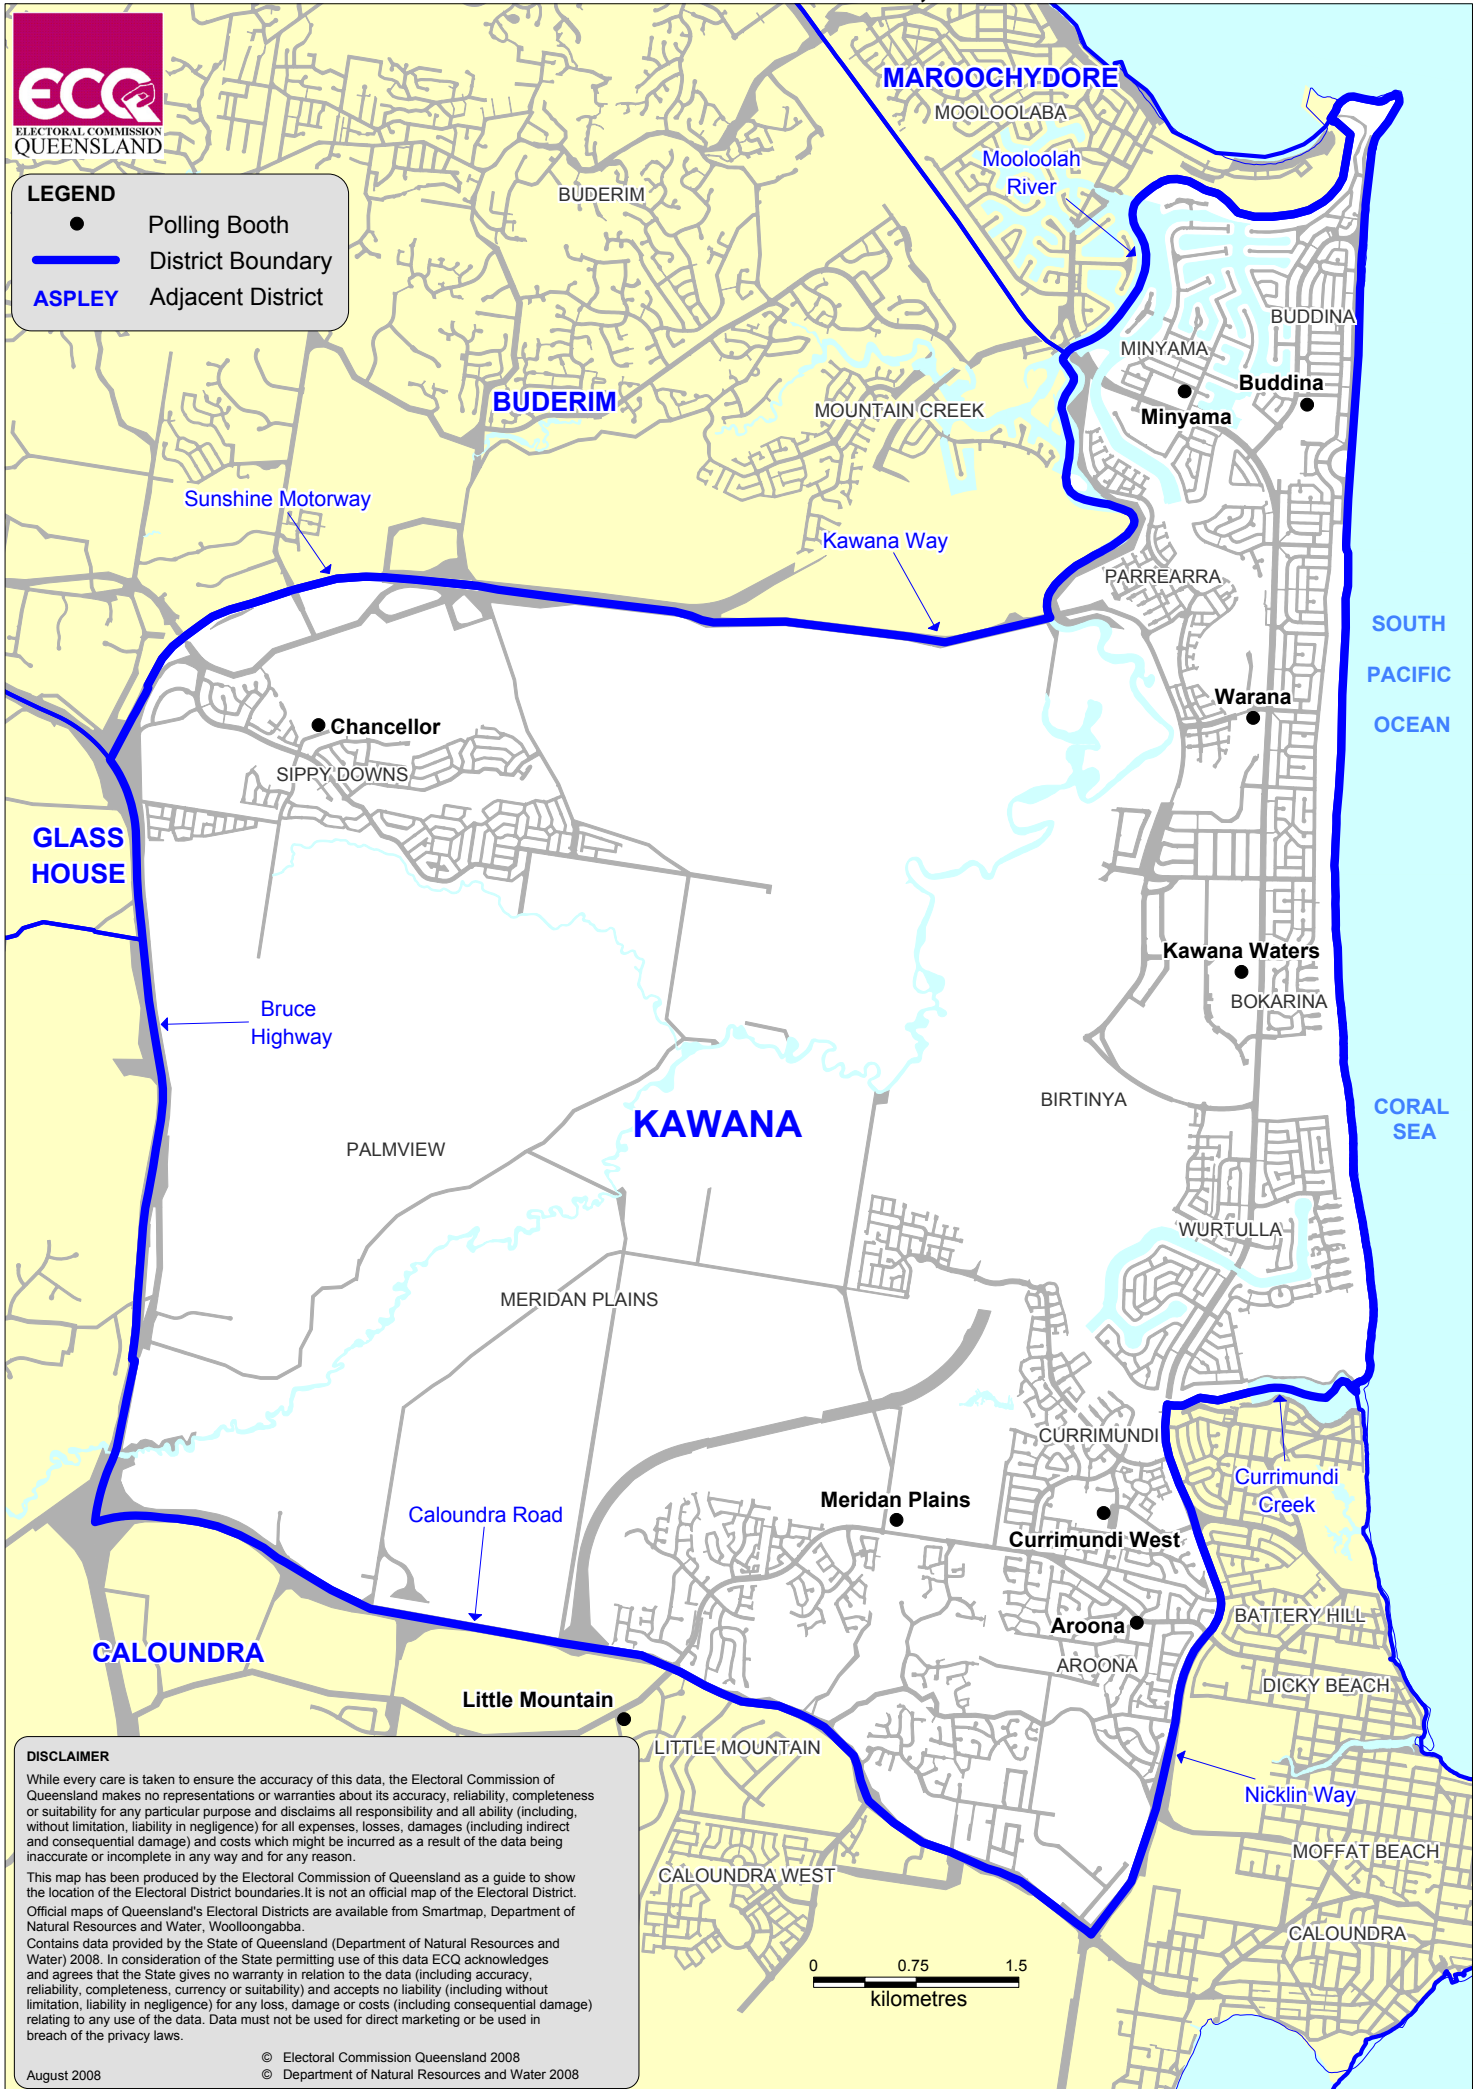 ECQ
ELECTORAL COMMISSION
QUEENSLAND
LEGEND
Polling Booth
District Boundary
ASPLEY Adjacent District
MAROOCHYDORE
MOOLOOLABA
Mooloolah
River
BUDERIM
BUDDINA
MINYAMA
Buddina
Minyama
BUDERIM
MOUNTAIN CREEK
Sunshine Motorway
Kawana Way
PARREARRA
SOUTH
PACIFIC
OCEAN
Warana
Chancellor
SIPPY DOWNS
GLASS
HOUSE
Kawana Waters
BOKARINA
Bruce
Highway
BIRTINYA
KAWANA
CORAL
SEA
PALMVIEW
WURTULLA
MERIDAN PLAINS
CURRIMUNDI
Currimundi
Creek
Meridan Plains
Caloundra Road
Currimundi West
BATTERY HILL
Aroona
AROONA
CALOUNDRA
DICKY BEACH
Little Mountain
LITTLE MOUNTAIN
Nicklin Way
MOFFAT BEACH
CALOUNDRA WEST
CALOUNDRA
0 0.75 1.5
kilometres
DISCLAIMER
While every care is taken to ensure the accuracy of this data, the Electoral Commission of
Queensland makes no representations or warranties about its accuracy, reliability, completeness
or suitability for any particular purpose and disclaims all responsibility and all ability (including,
without limitation, liability in negligence) for all expenses, losses, damages (including indirect
and consequential damage) and costs which might be incurred as a result of the data being
inaccurate or incomplete in any way and for any reason.
This map has been produced by the Electoral Commission of Queensland as a guide to show
the location of the Electoral District boundaries.It is not an official map of the Electoral District.
Official maps of Queensland's Electoral Districts are available from Smartmap, Department of
Natural Resources and Water, Woolloongabba.
Contains data provided by the State of Queensland (Department of Natural Resources and
Water) 2008. In consideration of the State permitting use of this data ECQ acknowledges
and agrees that the State gives no warranty in relation to the data (including accuracy,
reliability, completeness, currency or suitability) and accepts no liability (including without
limitation, liability in negligence) for any loss, damage or costs (including consequential damage)
relating to any use of the data. Data must not be used for direct marketing or be used in
breach of the privacy laws.
© Electoral Commission Queensland 2008
August 2008 © Department of Natural Resources and Water 2008